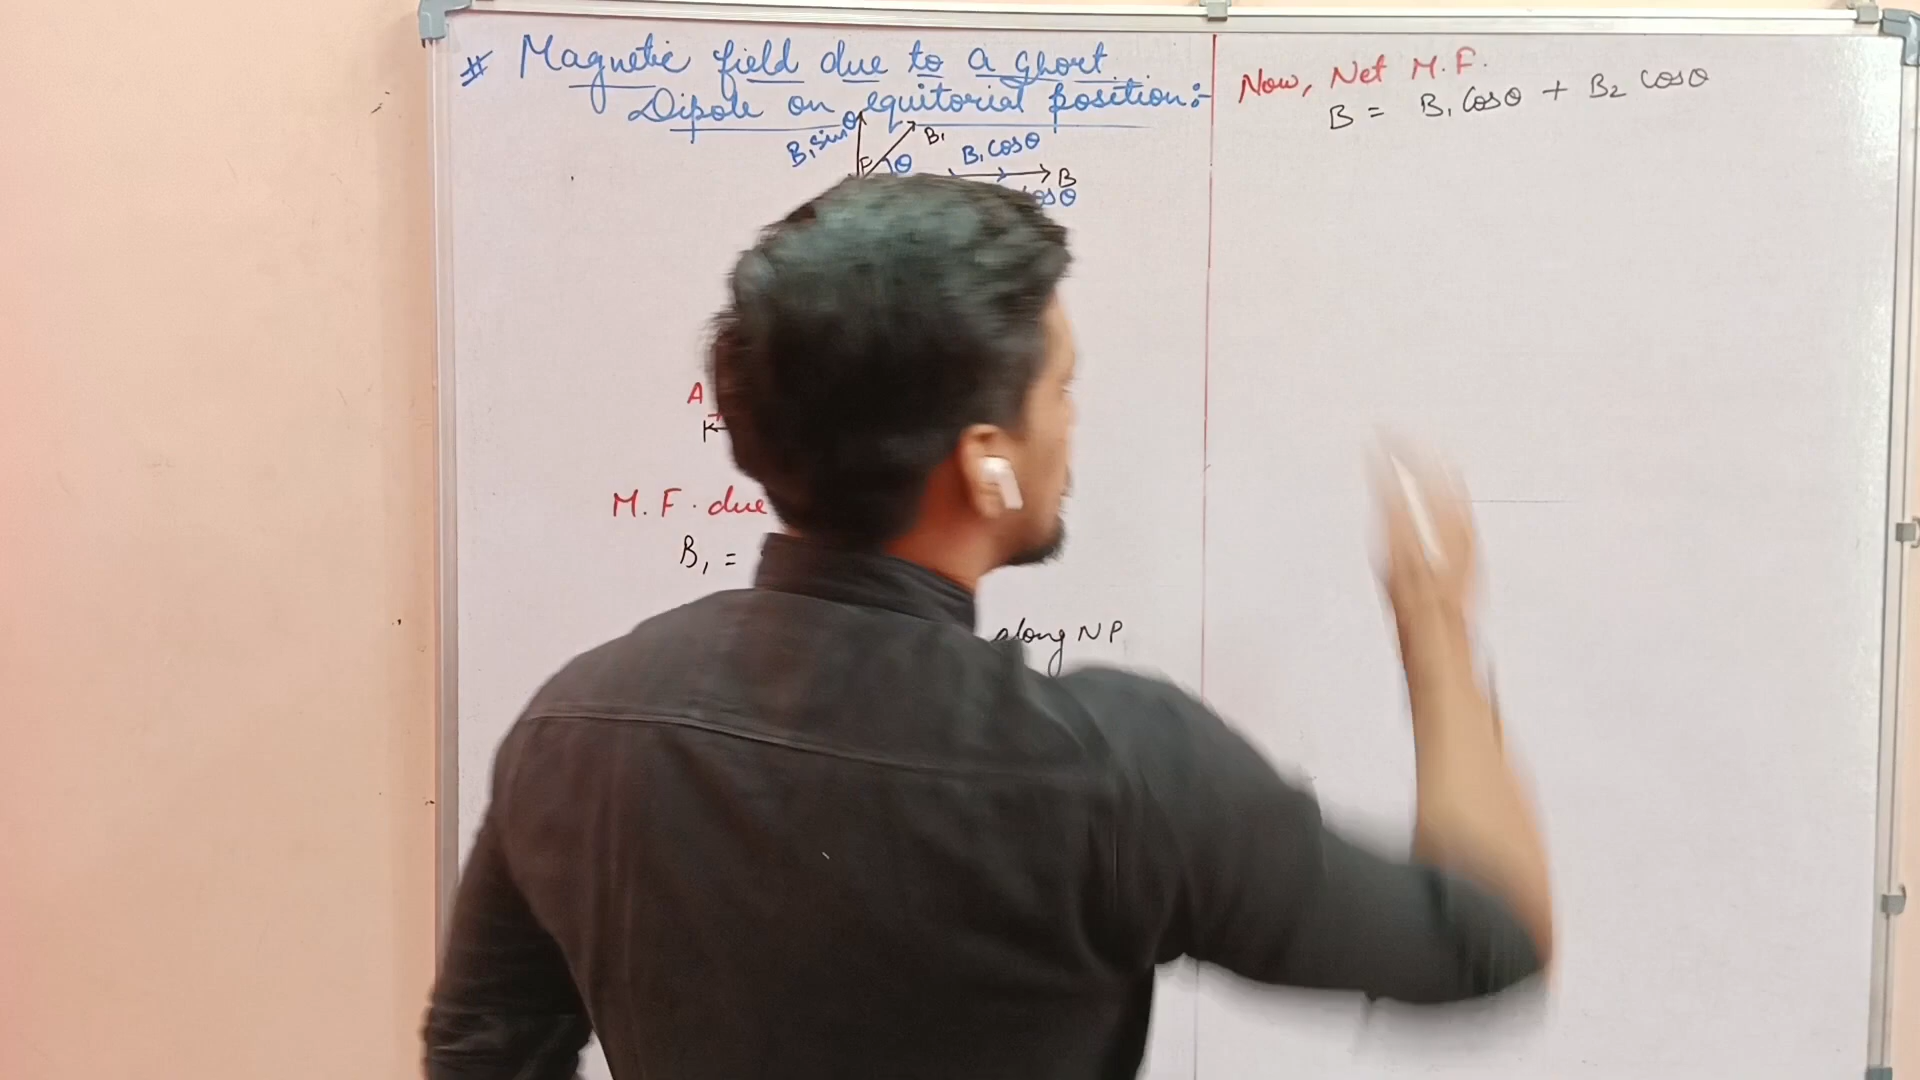 # Magnetic field due to a short
Dipole on equitorial position:-
B₁ sinθ
B₁
P
θ
B₁ cosθ
B
cosθ
A
M.F. due
B₁ =
along NP
Now, Net M.F.
B = B₁ cosθ + B₂ cosθ